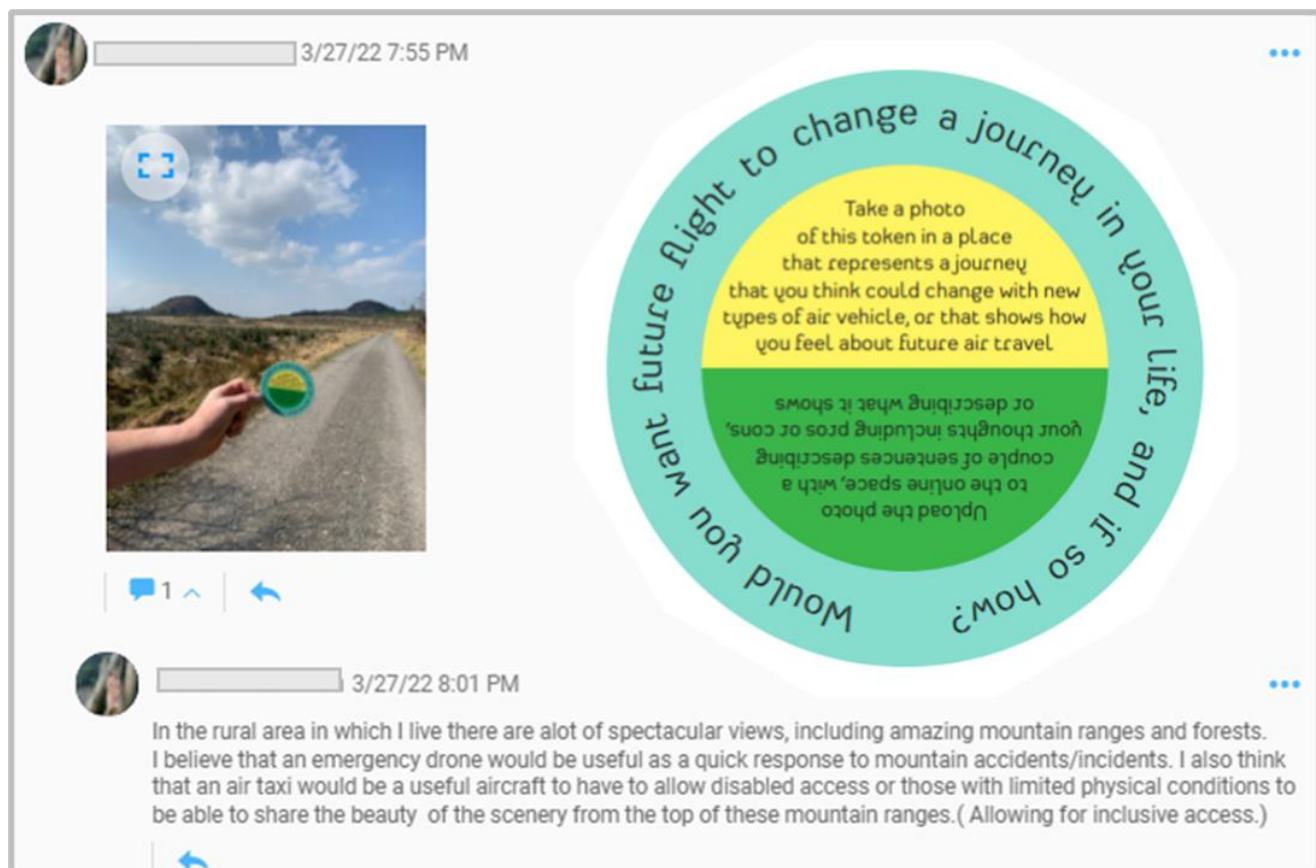 3/27/22 7:55 PM
Would you want future flight to change a journey in your life, and if so how?
Take a photo
of this token in a place
that represents a journey
that you think could change with new
types of air vehicle, or that shows how
you feel about future air travel
Upload the photo
to the online space, with a
couple of sentences describing
your thoughts including pros or cons,
or describing what it shows
1
3/27/22 8:01 PM
In the rural area in which I live there are alot of spectacular views, including amazing mountain ranges and forests.
I believe that an emergency drone would be useful as a quick response to mountain accidents/incidents. I also think
that an air taxi would be a useful aircraft to have to allow disabled access or those with limited physical conditions to
be able to share the beauty of the scenery from the top of these mountain ranges.( Allowing for inclusive access.)